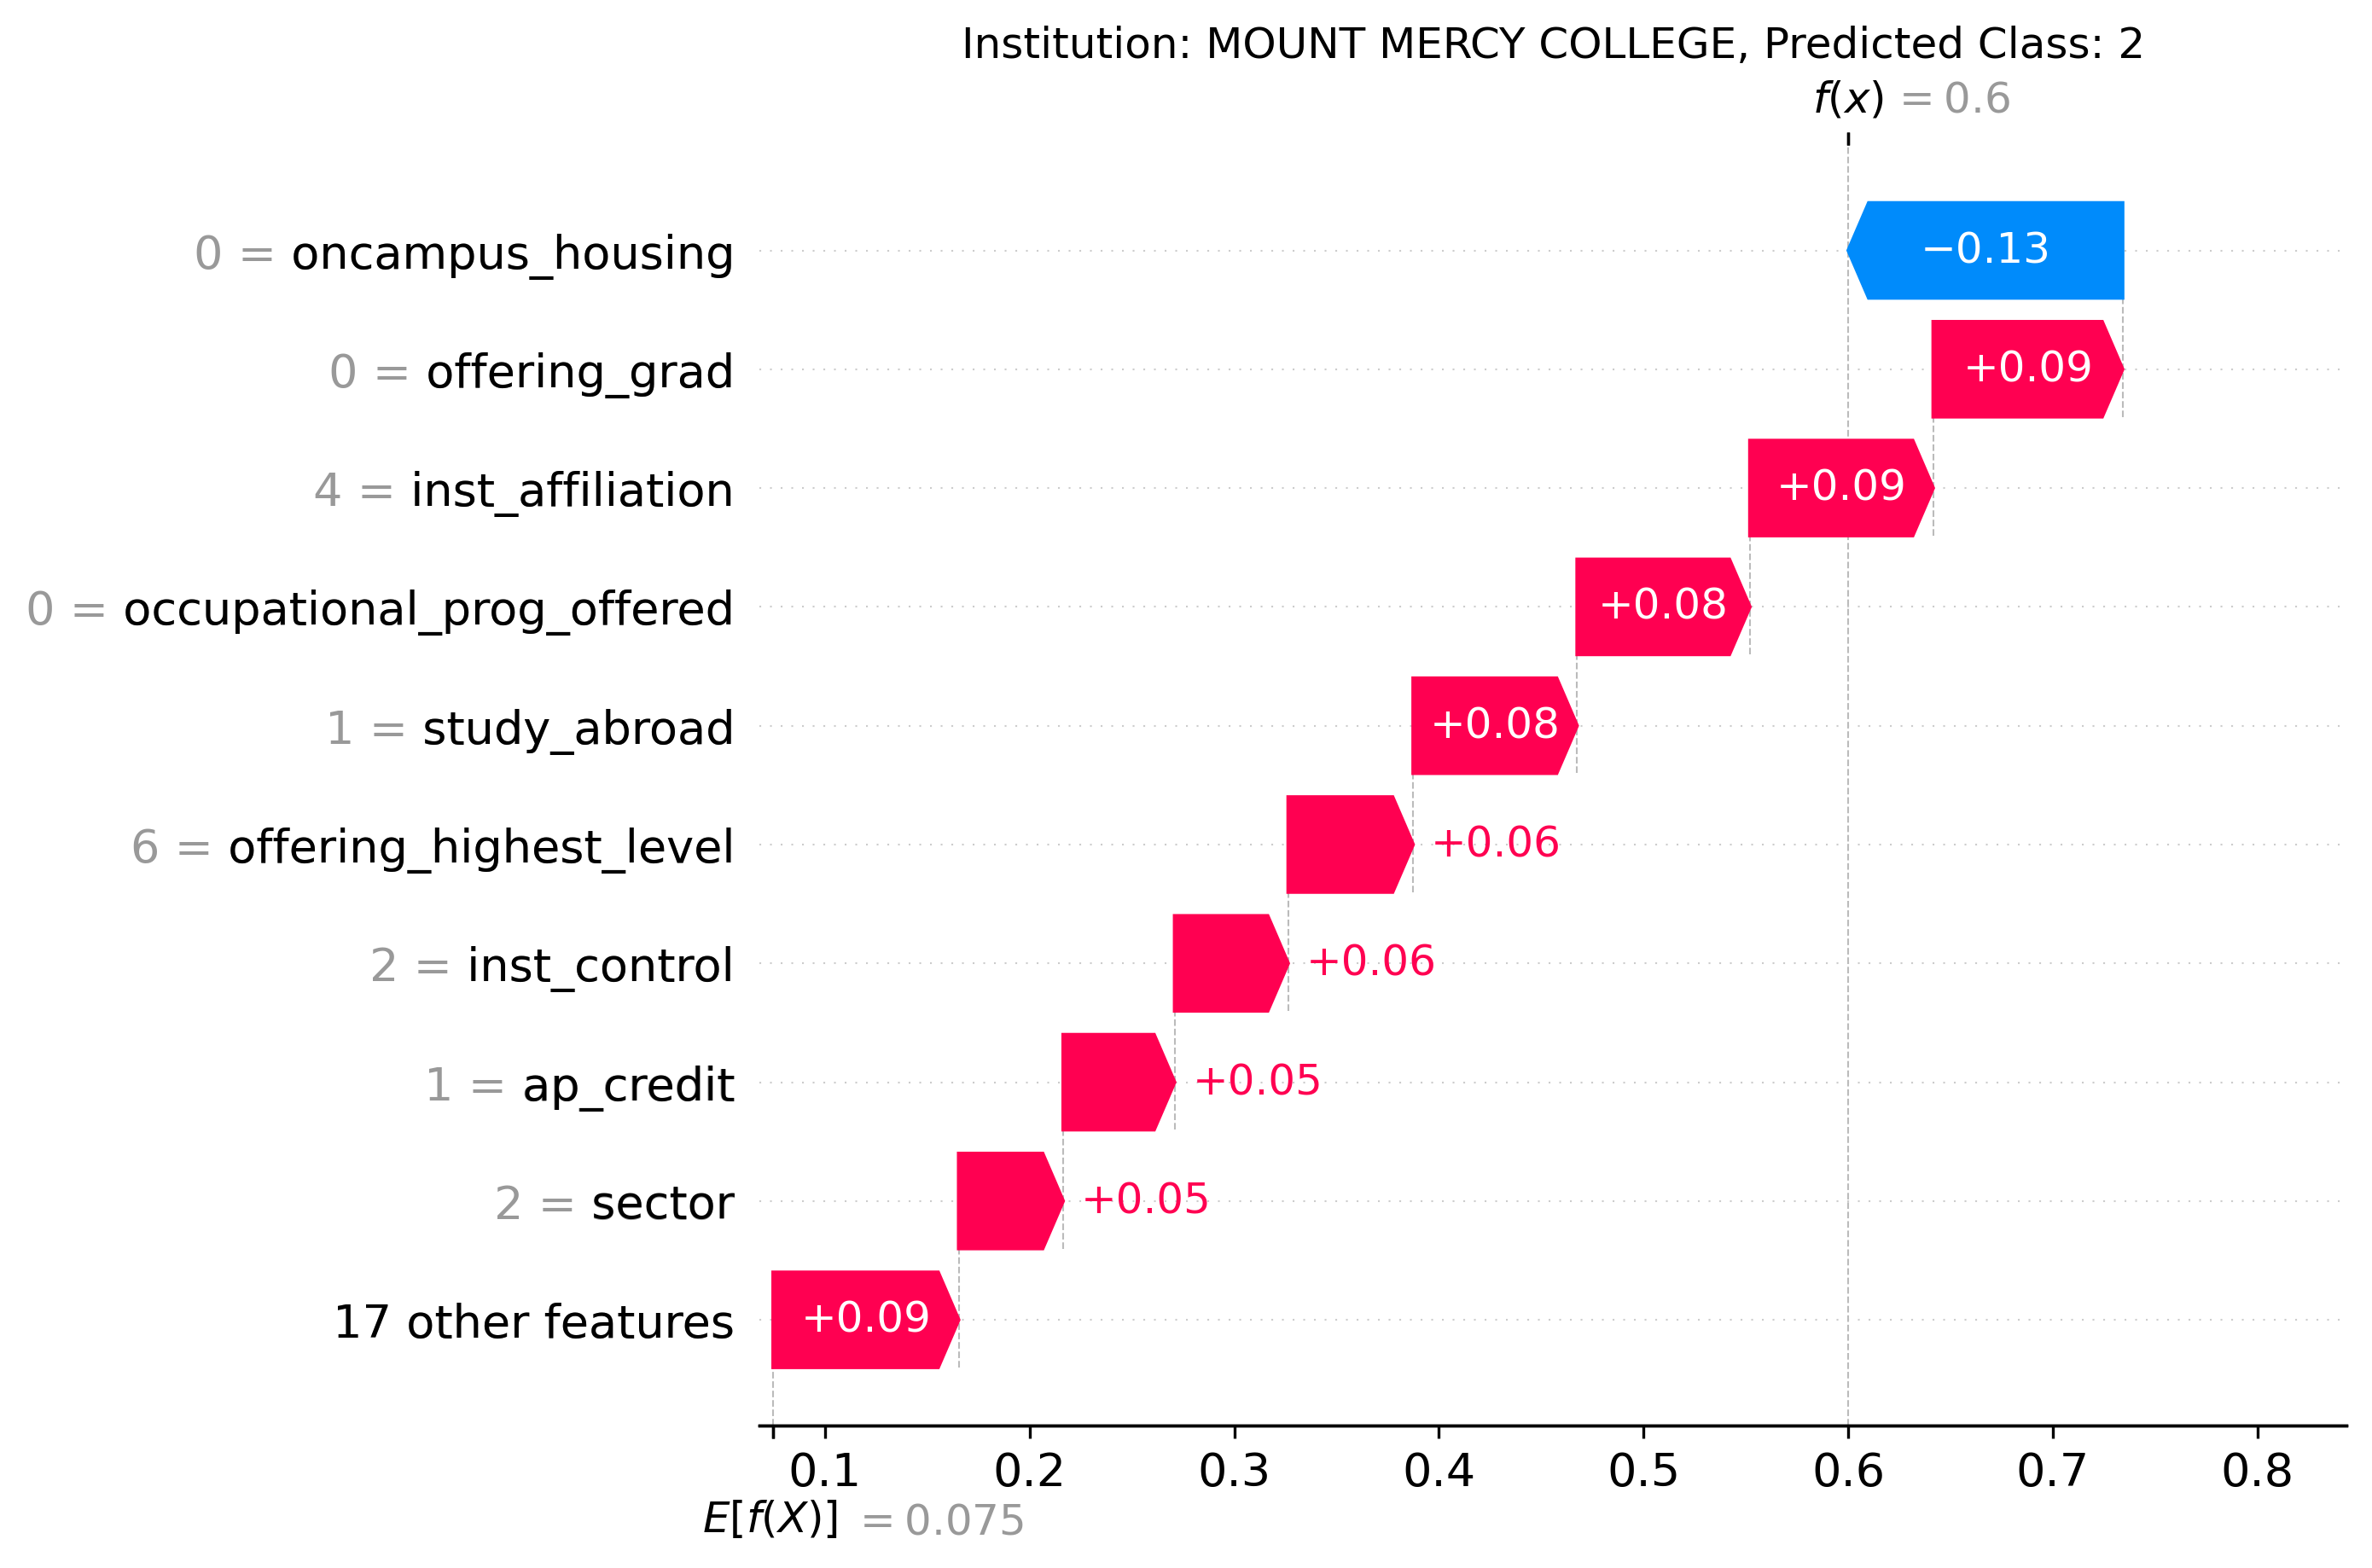 Institution: MOUNT MERCY COLLEGE, Predicted Class: 2
f(x) = 0.6
0 = oncampus_housing −0.13
0 = offering_grad +0.09
4 = inst_affiliation +0.09
0 = occupational_prog_offered +0.08
1 = study_abroad +0.08
6 = offering_highest_level +0.06
2 = inst_control +0.06
1 = ap_credit +0.05
2 = sector +0.05
17 other features +0.09
0.1 0.2 0.3 0.4 0.5 0.6 0.7 0.8
E[f(X)] = 0.075